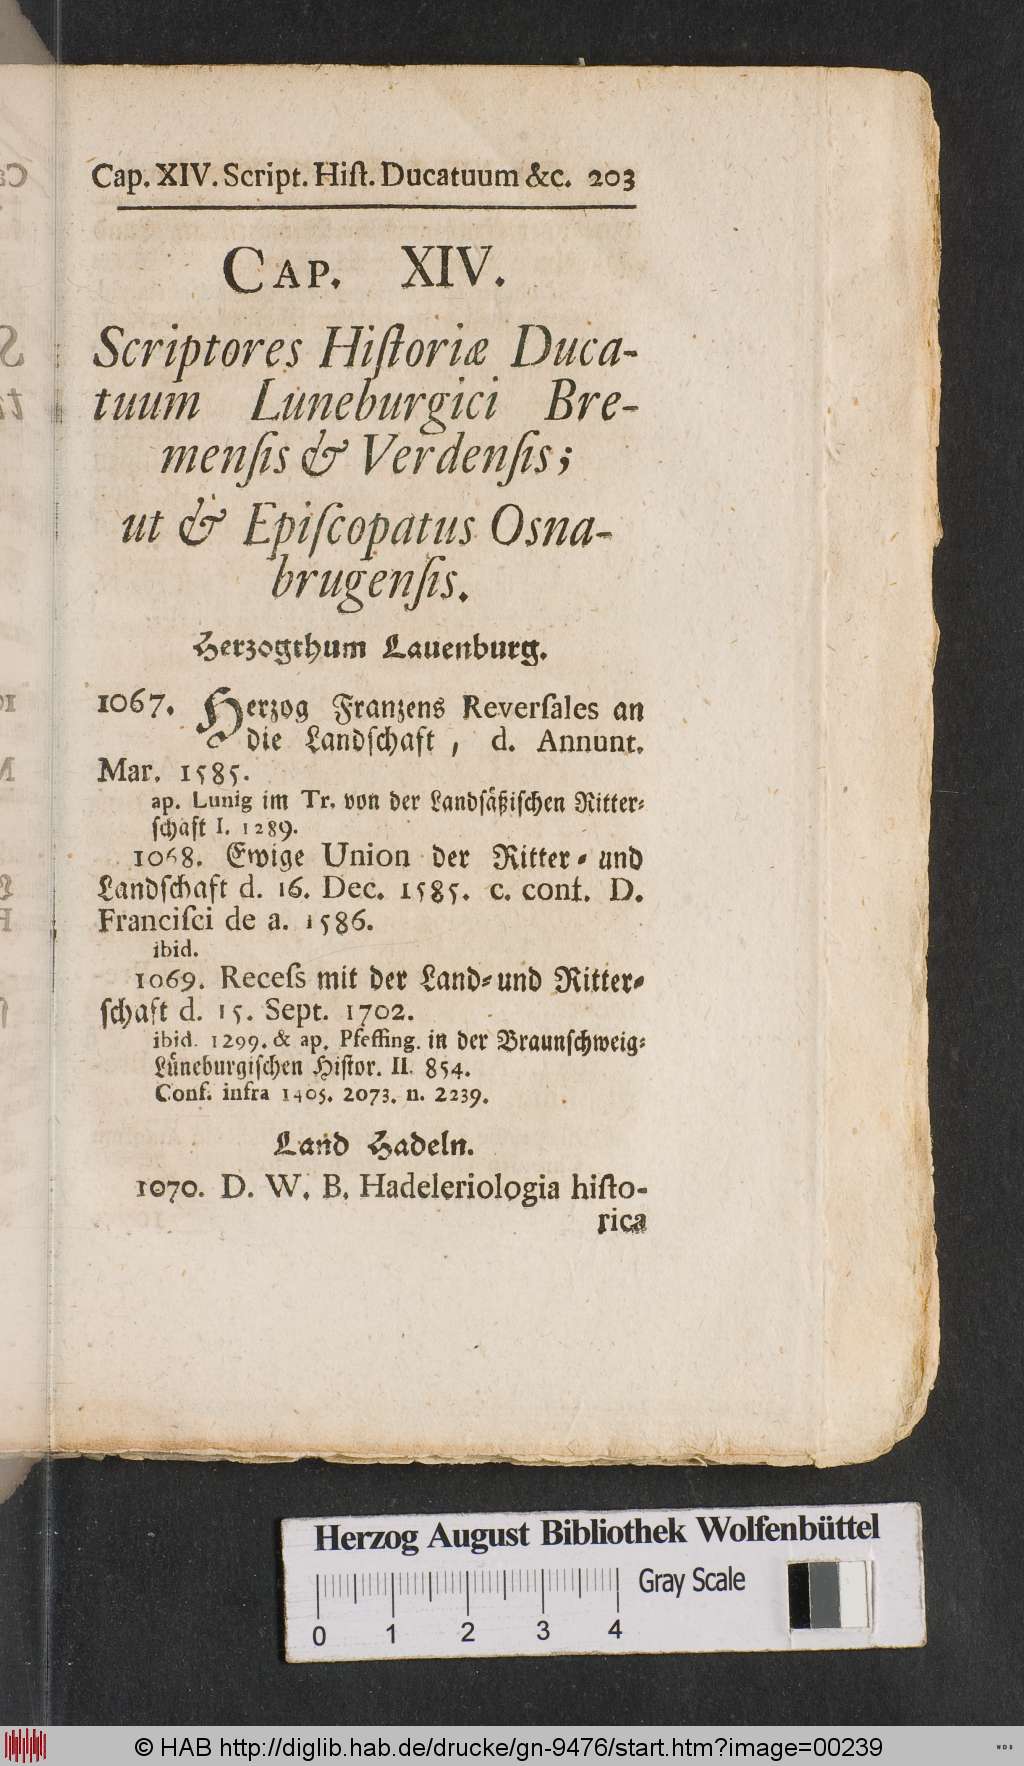 Cap. XIV. Script. Hiſt. Ducatuum &c. 203
CAP. XIV.
Scriptores Hiſtoriæ Duca-
tuum Luneburgici Bre-
menſis & Verdenſis;
ut & Epiſcopatus Osna-
brugenſis.
Herzogthum Lauenburg.
1067. Herzog Franzens Reverſales an
die Landſchaft, d. Annunt.
Mar. 1585.
ap. Lunig im Tr. von der Landſäßiſchen Ritter-
ſchaft I. 1289.
1068. Ewige Union der Ritter- und
Landſchaft d. 16. Dec. 1585. c. conf. D.
Franciſci de a. 1586.
ibid.
1069. Receſs mit der Land- und Ritter-
ſchaft d. 15. Sept. 1702.
ibid. 1299. & ap. Pfeffing. in der Braunſchweig-
Lüneburgiſchen Hiſtor. II. 854.
Conf. infra 1405. 2073. n. 2239.
Land Hadeln.
1070. D. W. B. Hadeleriologia hiſto-
rica
Herzog August Bibliothek Wolfenbüttel
Gray Scale
0 1 2 3 4
© HAB http://diglib.hab.de/drucke/gn-9476/start.htm?image=00239